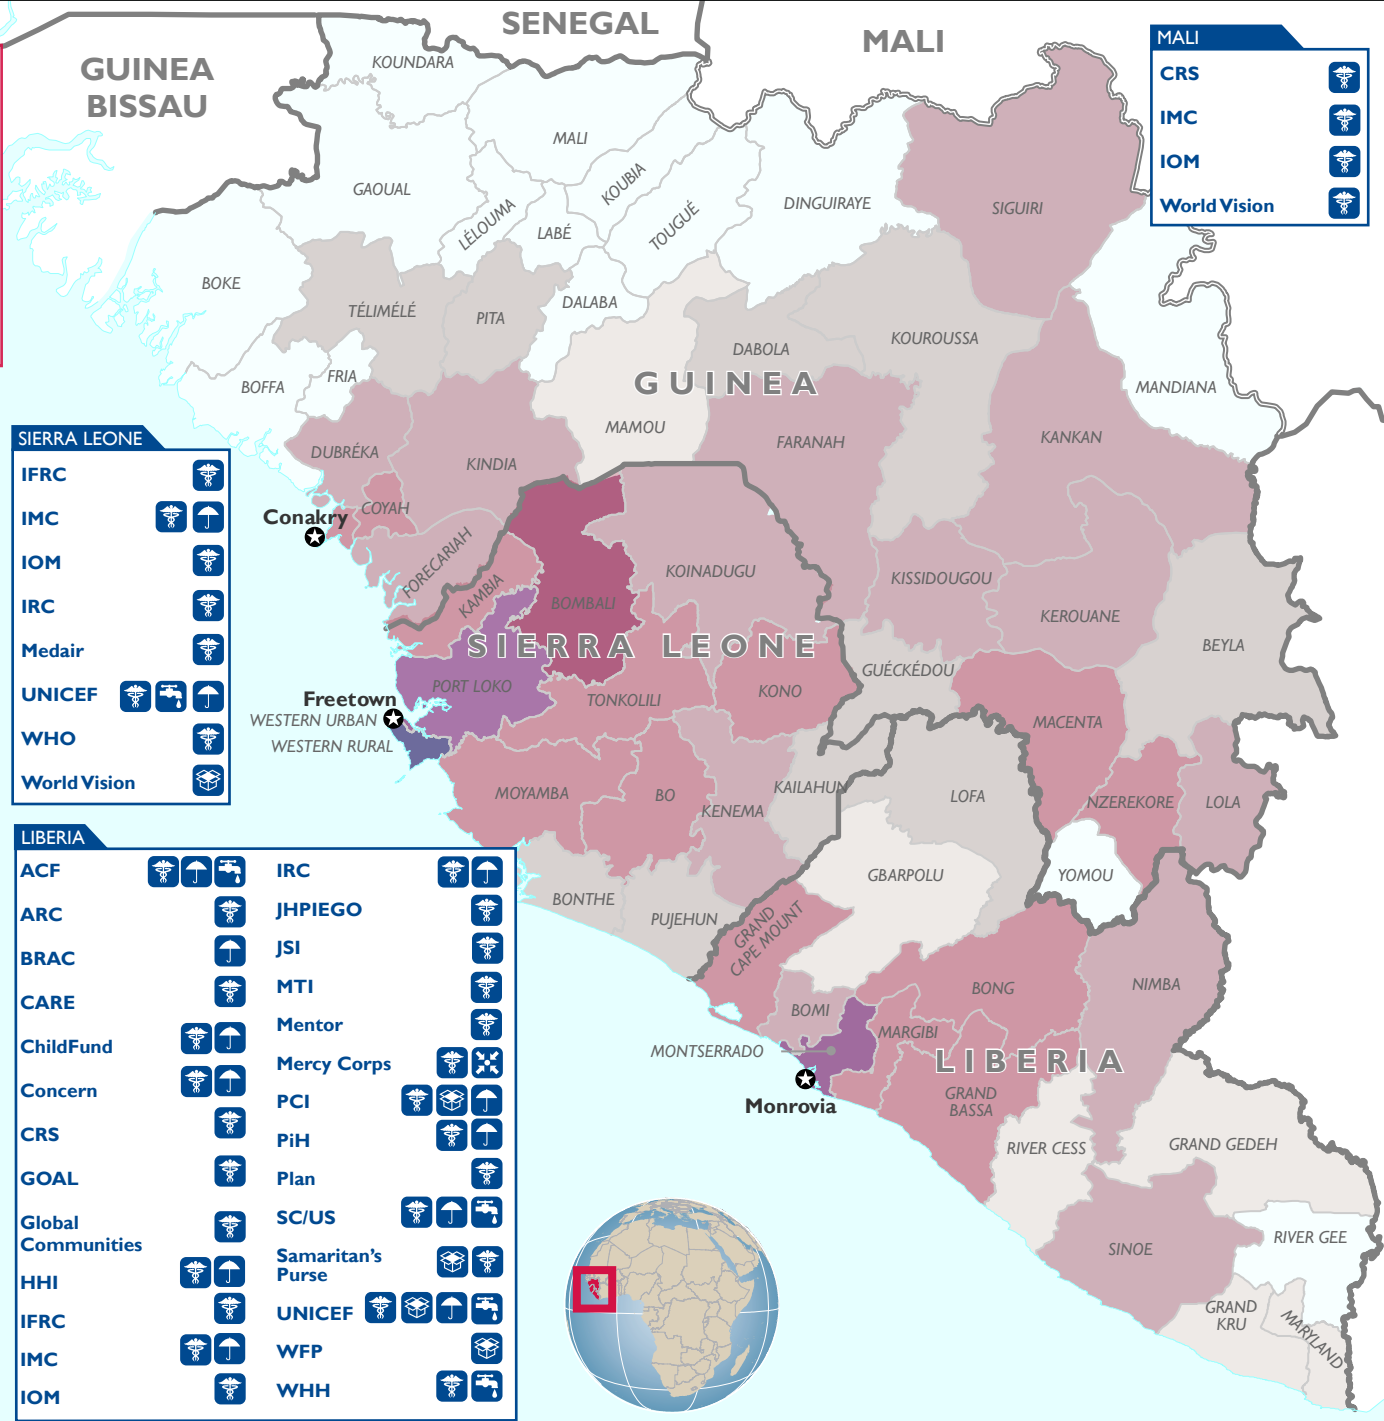 SENEGAL
MALI
GUINEA
BISSAU
MALI
CRS
IMC
IOM
World Vision
KOUNDARA
MALI
KOUBIA
GAOUAL
LÉLOUMA
LABÉ
TOUGUÉ
DINGUIRAYE
SIGUIRI
BOKE
TÉLIMÉLÉ
PITA
DALABA
DABOLA
KOUROUSSA
BOFFA
FRIA
GUINEA
MANDIANA
MAMOU
FARANAH
KANKAN
DUBRÉKA
KINDIA
COYAH
Conakry
FORECARIAH
KAMBIA
BOMBALI
KOINADUGU
KISSIDOUGOU
KEROUANE
BEYLA
SIERRA LEONE
GUÉCKÉDOU
PORT LOKO
TONKOLILI
KONO
MACENTA
Freetown
WESTERN URBAN
WESTERN RURAL
MOYAMBA
BO
KENEMA
KAILAHUN
LOFA
NZEREKORE
LOLA
GBARPOLU
YOMOU
BONTHE
PUJEHUN
GRAND
CAPE MOUNT
BOMI
BONG
NIMBA
MARGIBI
MONTSERRADO
LIBERIA
Monrovia
GRAND
BASSA
RIVER CESS
GRAND GEDEH
SINOE
RIVER GEE
GRAND
KRU
MARYLAND
SIERRA LEONE
IFRC
IMC
IOM
IRC
Medair
UNICEF
WHO
World Vision
LIBERIA
ACF
ARC
BRAC
CARE
ChildFund
Concern
CRS
GOAL
Global
Communities
HHI
IFRC
IMC
IOM
IRC
JHPIEGO
JSI
MTI
Mentor
Mercy Corps
PCI
PiH
Plan
SC/US
Samaritan's
Purse
UNICEF
WFP
WHH